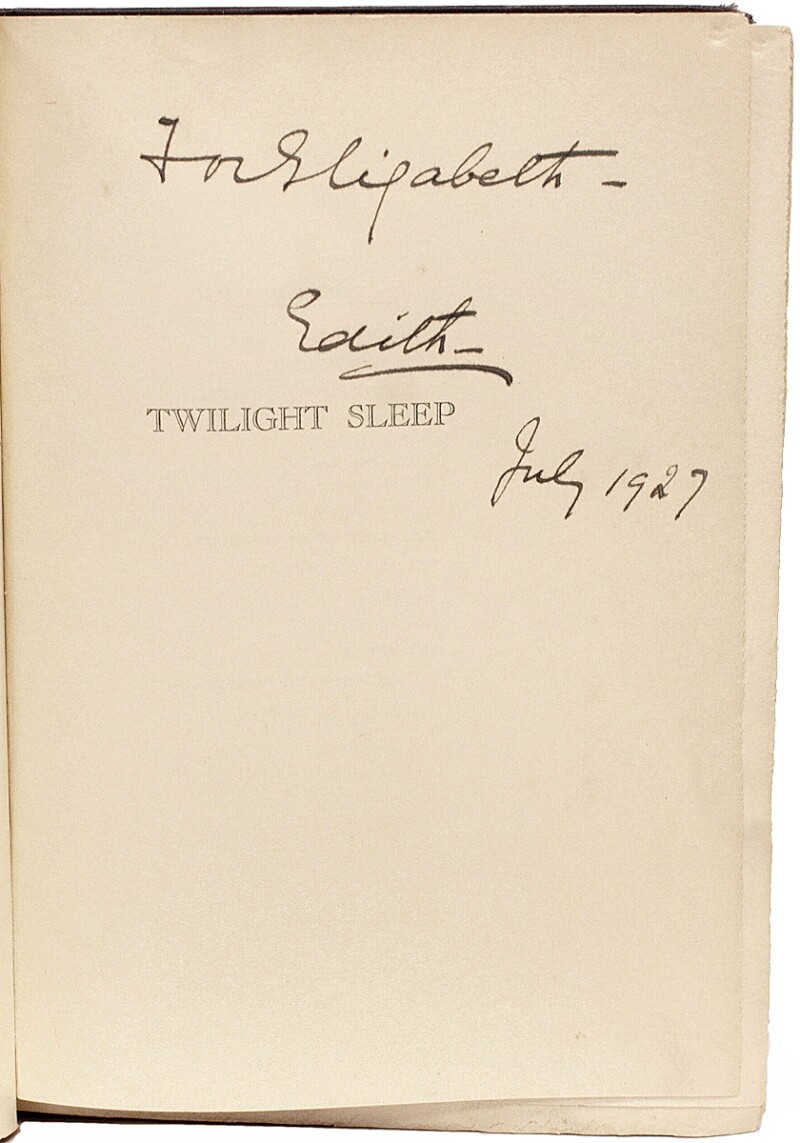 For Elizabeth –
Edith –
TWILIGHT SLEEP
July 1927